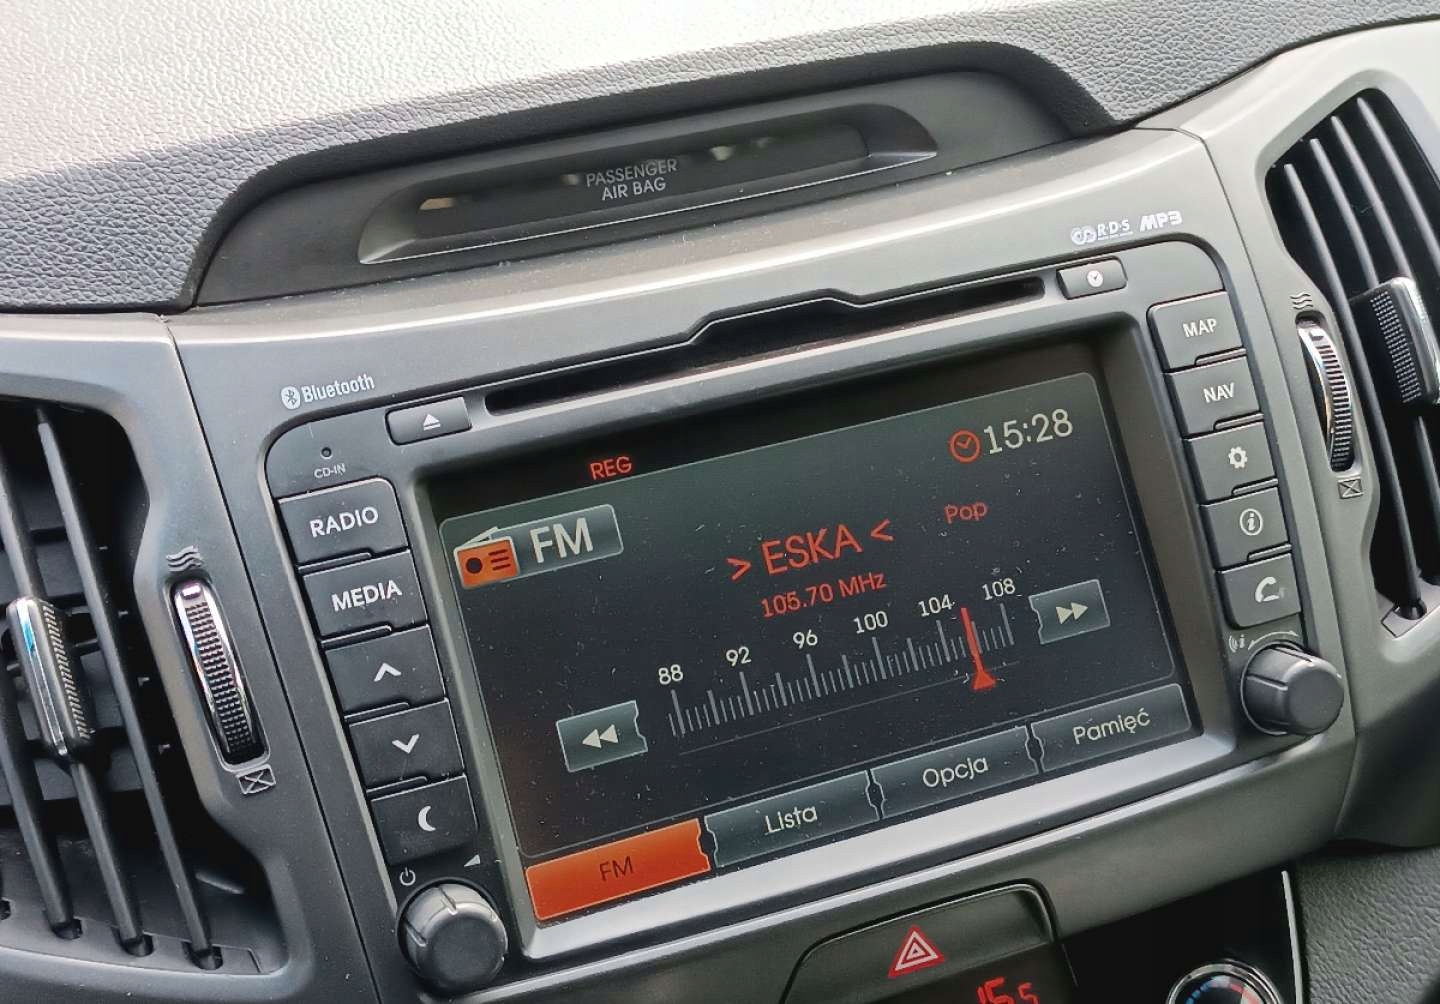 PASSENGER
AIR BAG
R·D·S MP3
Bluetooth
CD-IN
RADIO
MEDIA
MAP
NAV
REG
15:28
FM
> ESKA <
Pop
105.70 MHz
88 92 96 100 104 108
FM
Lista
Opcja
Pamięć